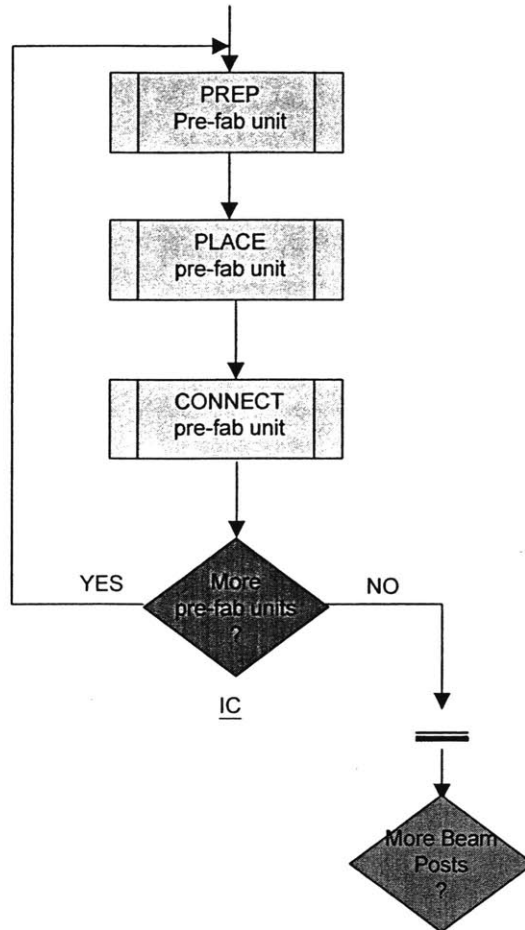 PREP
Pre-fab unit
PLACE
pre-fab unit
CONNECT
pre-fab unit
More
pre-fab units
?
YES
NO
IC
More Beam
Posts
?